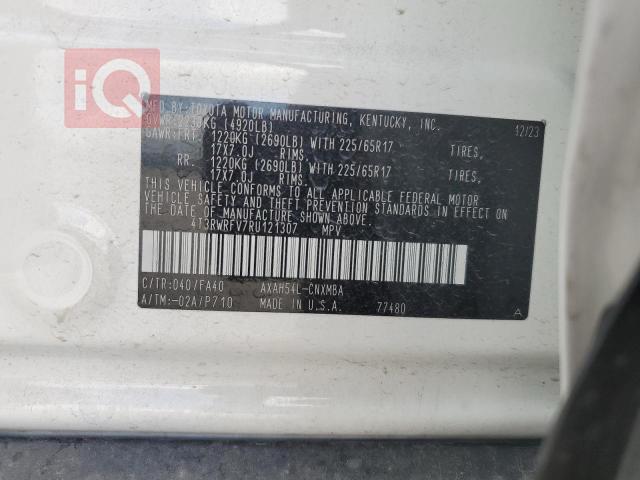 iQ
MFD BY:TOYOTA MOTOR MANUFACTURING, KENTUCKY, INC. 12/23
GVWR (4920LB)
GAWR:FRT. 1220KG (2690LB) WITH 225/65R17 TIRES,
17X7.0J RIMS.
RR. 1220KG (2690LB) WITH 225/65R17 TIRES,
17X7.0J RIMS.
THIS VEHICLE CONFORMS TO ALL APPLICABLE FEDERAL MOTOR
VEHICLE SAFETY AND THEFT PREVENTION STANDARDS IN EFFECT ON
THE DATE OF MANUFACTURE SHOWN ABOVE.
4T3RWRFV7RU121307 MPV
C/TR:040/FA40 AXAH54L-CNXMBA
A/TM:-02A/P710 MADE IN U.S.A. 77480 A